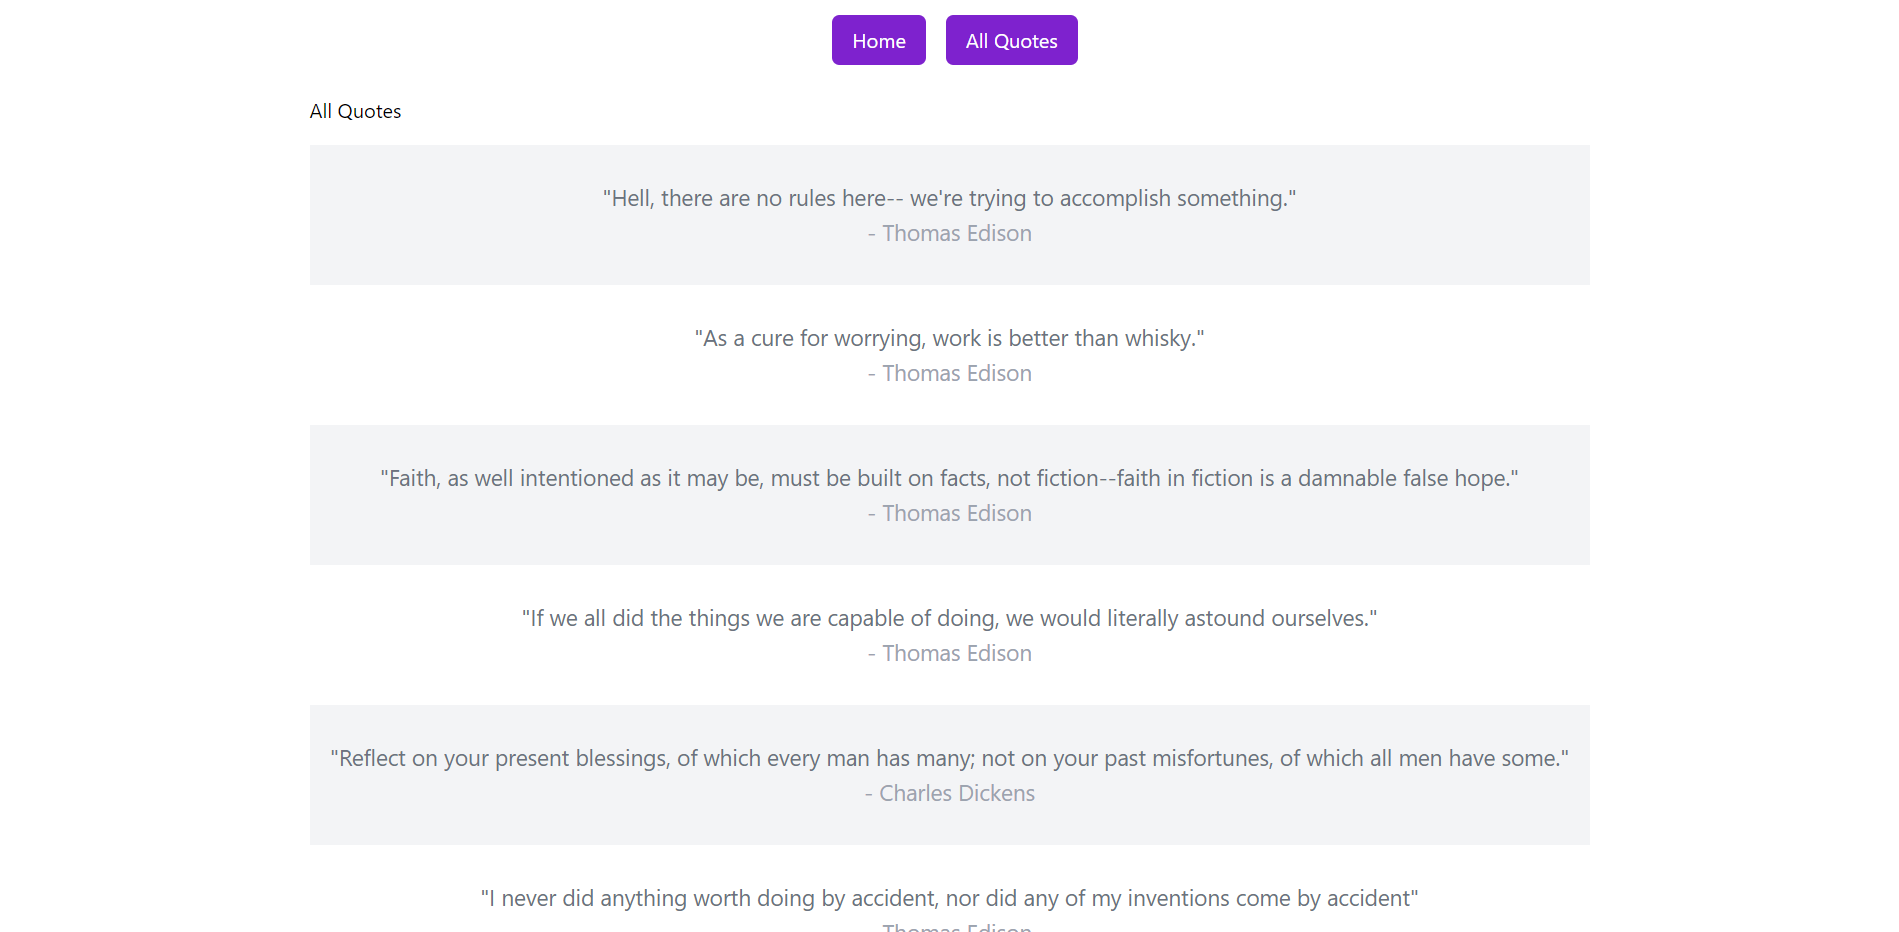 Home
All Quotes
All Quotes
"Hell, there are no rules here-- we're trying to accomplish something."
- Thomas Edison
"As a cure for worrying, work is better than whisky."
- Thomas Edison
"Faith, as well intentioned as it may be, must be built on facts, not fiction--faith in fiction is a damnable false hope."
- Thomas Edison
"If we all did the things we are capable of doing, we would literally astound ourselves."
- Thomas Edison
"Reflect on your present blessings, of which every man has many; not on your past misfortunes, of which all men have some."
- Charles Dickens
"I never did anything worth doing by accident, nor did any of my inventions come by accident"
Thomas Edison